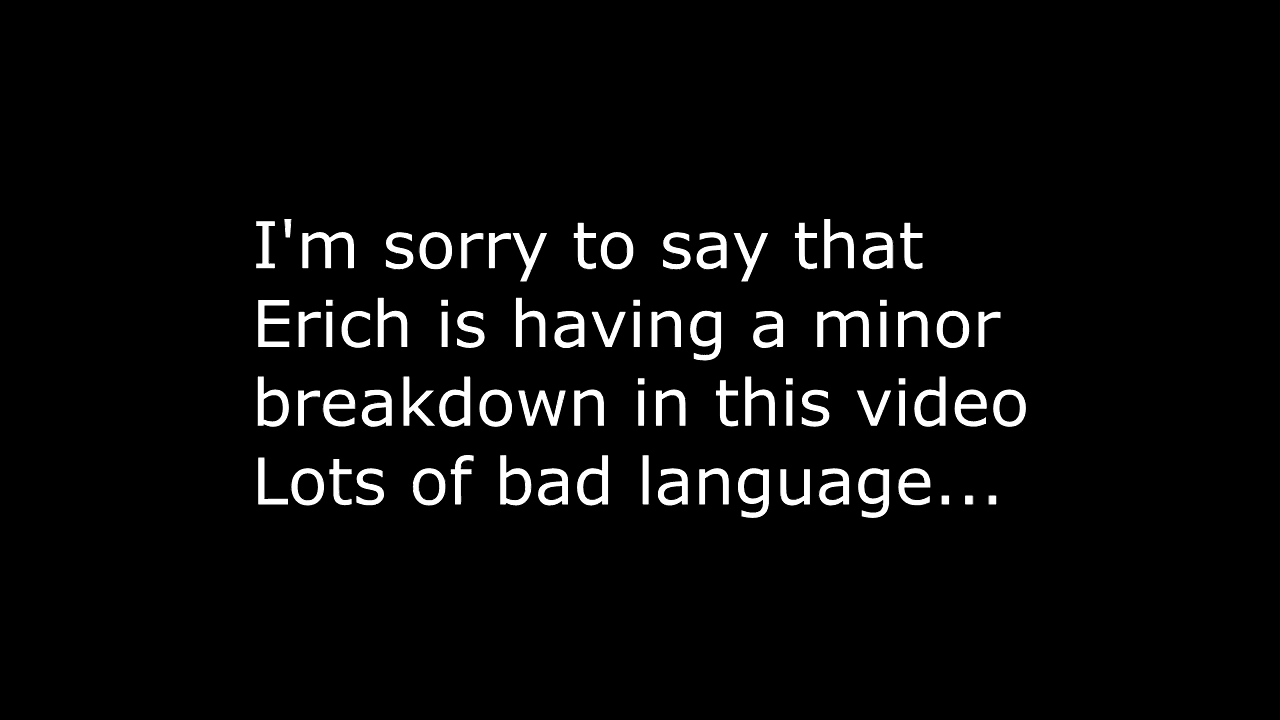 I'm sorry to say that
Erich is having a minor
breakdown in this video
Lots of bad language...